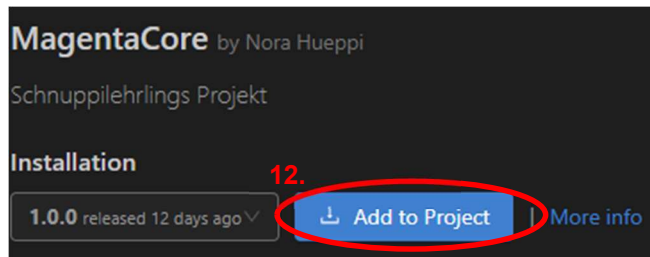 MagentaCore by Nora Hueppi
Schnuppilehrlings Projekt
Installation
12.
1.0.0 released 12 days ago Add to Project | More info